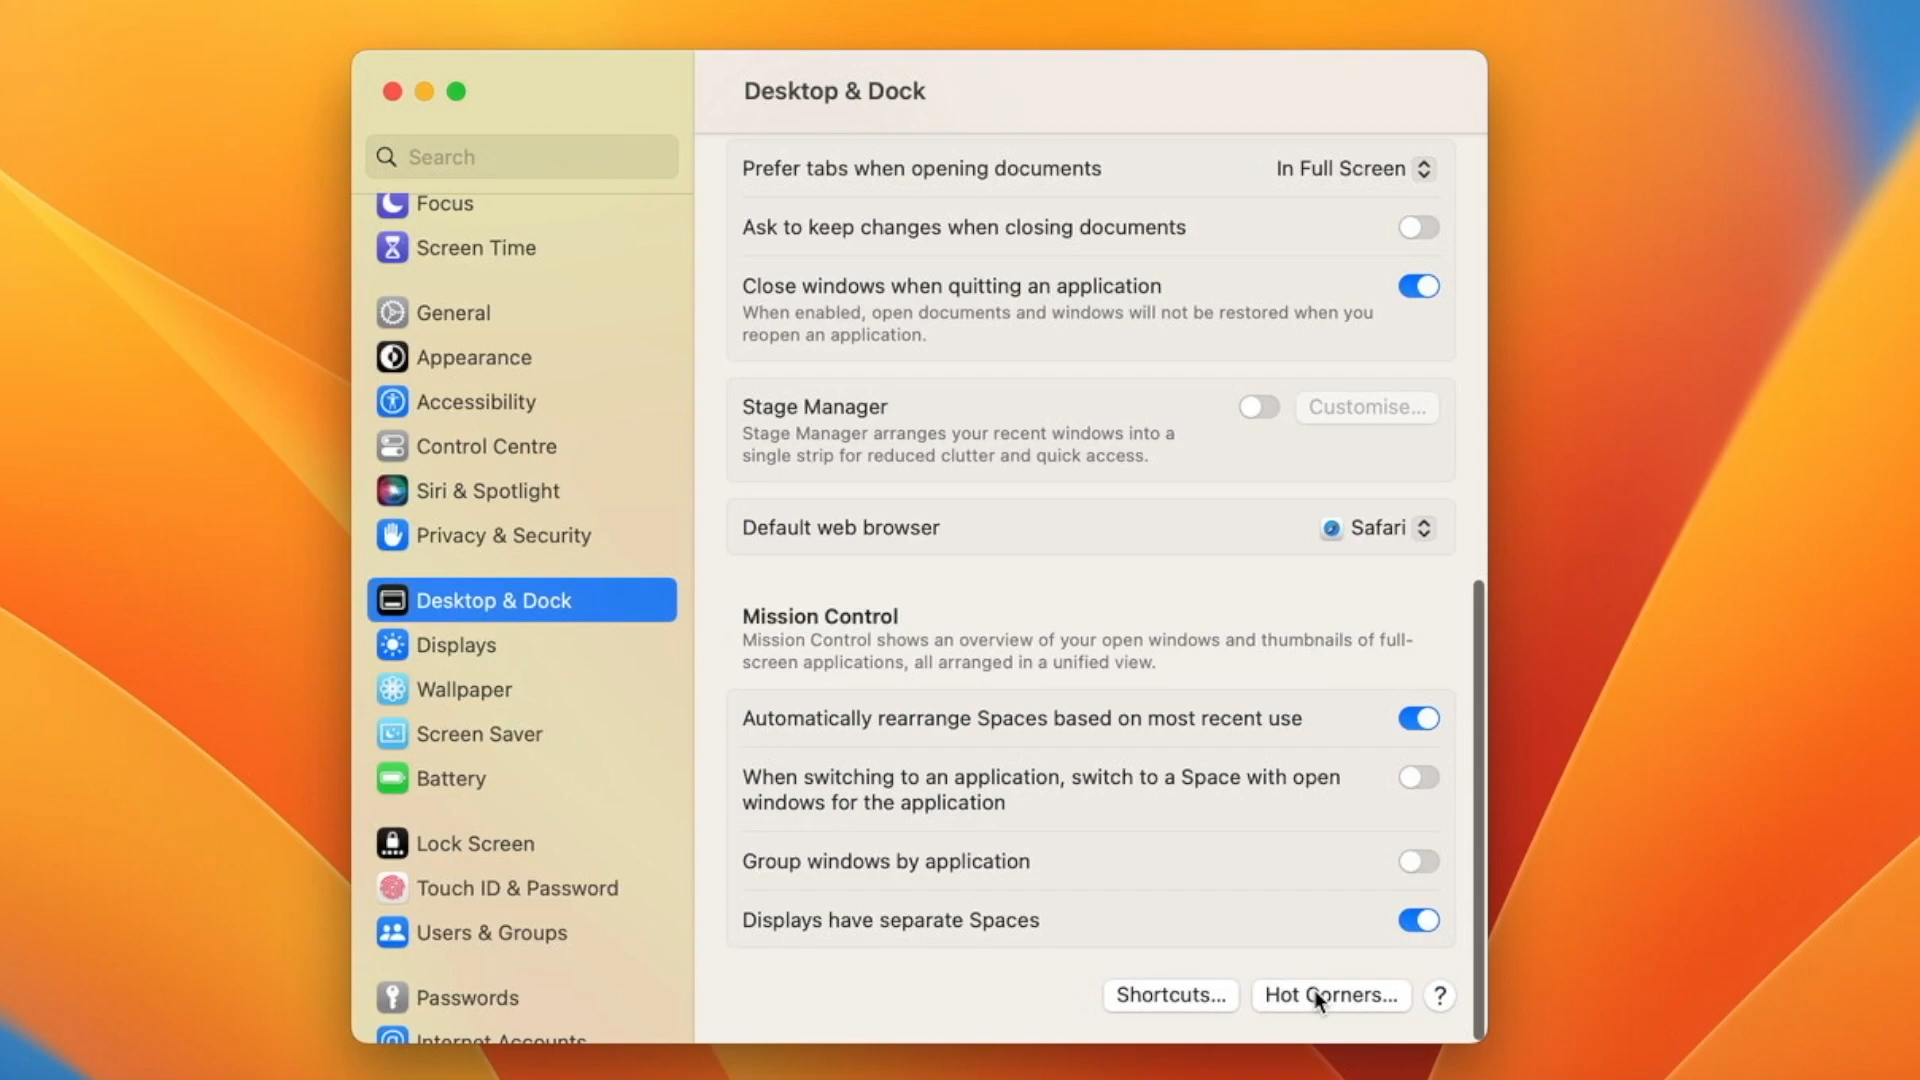 Desktop & Dock
Search
Focus
Screen Time
General
Appearance
Accessibility
Control Centre
Siri & Spotlight
Privacy & Security
Desktop & Dock
Displays
Wallpaper
Screen Saver
Battery
Lock Screen
Touch ID & Password
Users & Groups
Passwords
Internet Accounts
Prefer tabs when opening documents In Full Screen
Ask to keep changes when closing documents
Close windows when quitting an application
When enabled, open documents and windows will not be restored when you
reopen an application.
Stage Manager Customise...
Stage Manager arranges your recent windows into a
single strip for reduced clutter and quick access.
Default web browser Safari
Mission Control
Mission Control shows an overview of your open windows and thumbnails of full-
screen applications, all arranged in a unified view.
Automatically rearrange Spaces based on most recent use
When switching to an application, switch to a Space with open
windows for the application
Group windows by application
Displays have separate Spaces
Shortcuts... Hot Corners... ?